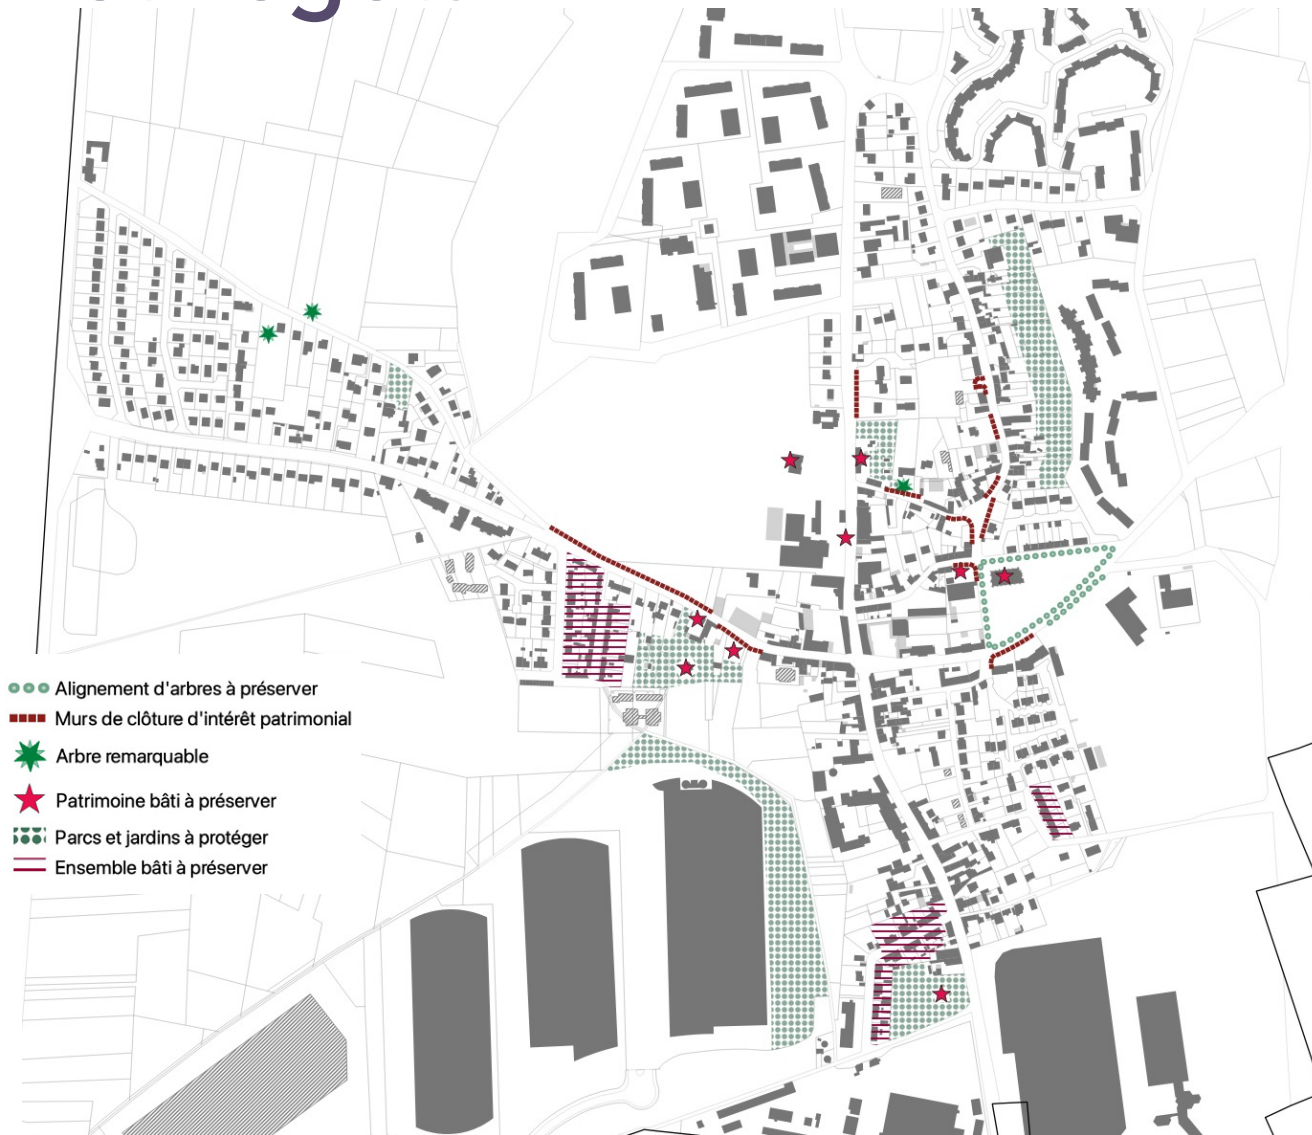 Alignement d'arbres à préserver
Murs de clôture d'intérêt patrimonial
Arbre remarquable
Patrimoine bâti à préserver
Parcs et jardins à protéger
Ensemble bâti à préserver